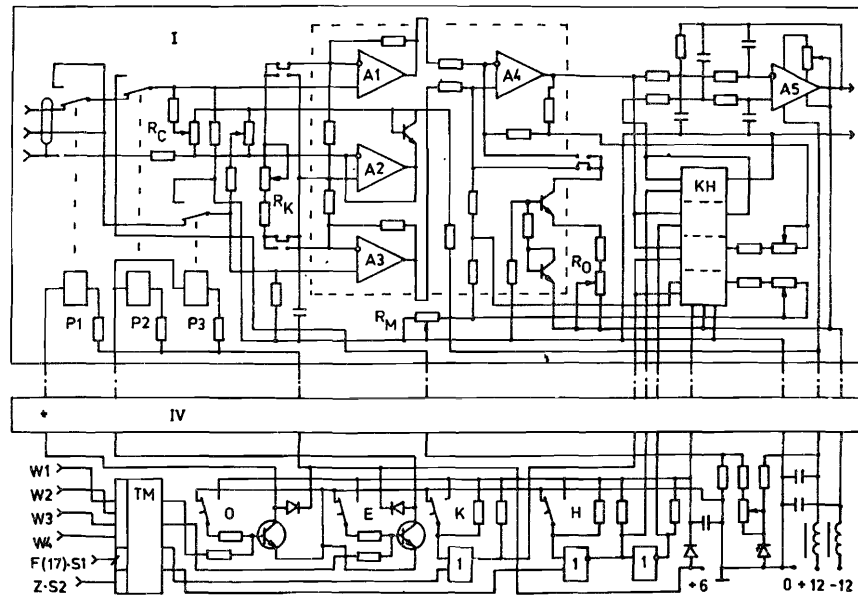 I
A1
A4
A5
R_C
A2
KH
R_K
A3
R_O
P1
P2
P3
R_M
*
IV
W1
W2
TM
O
E
K
H
W3
W4
1
1
1
F(17)·S1
Z·S2
+6
0 +12 -12